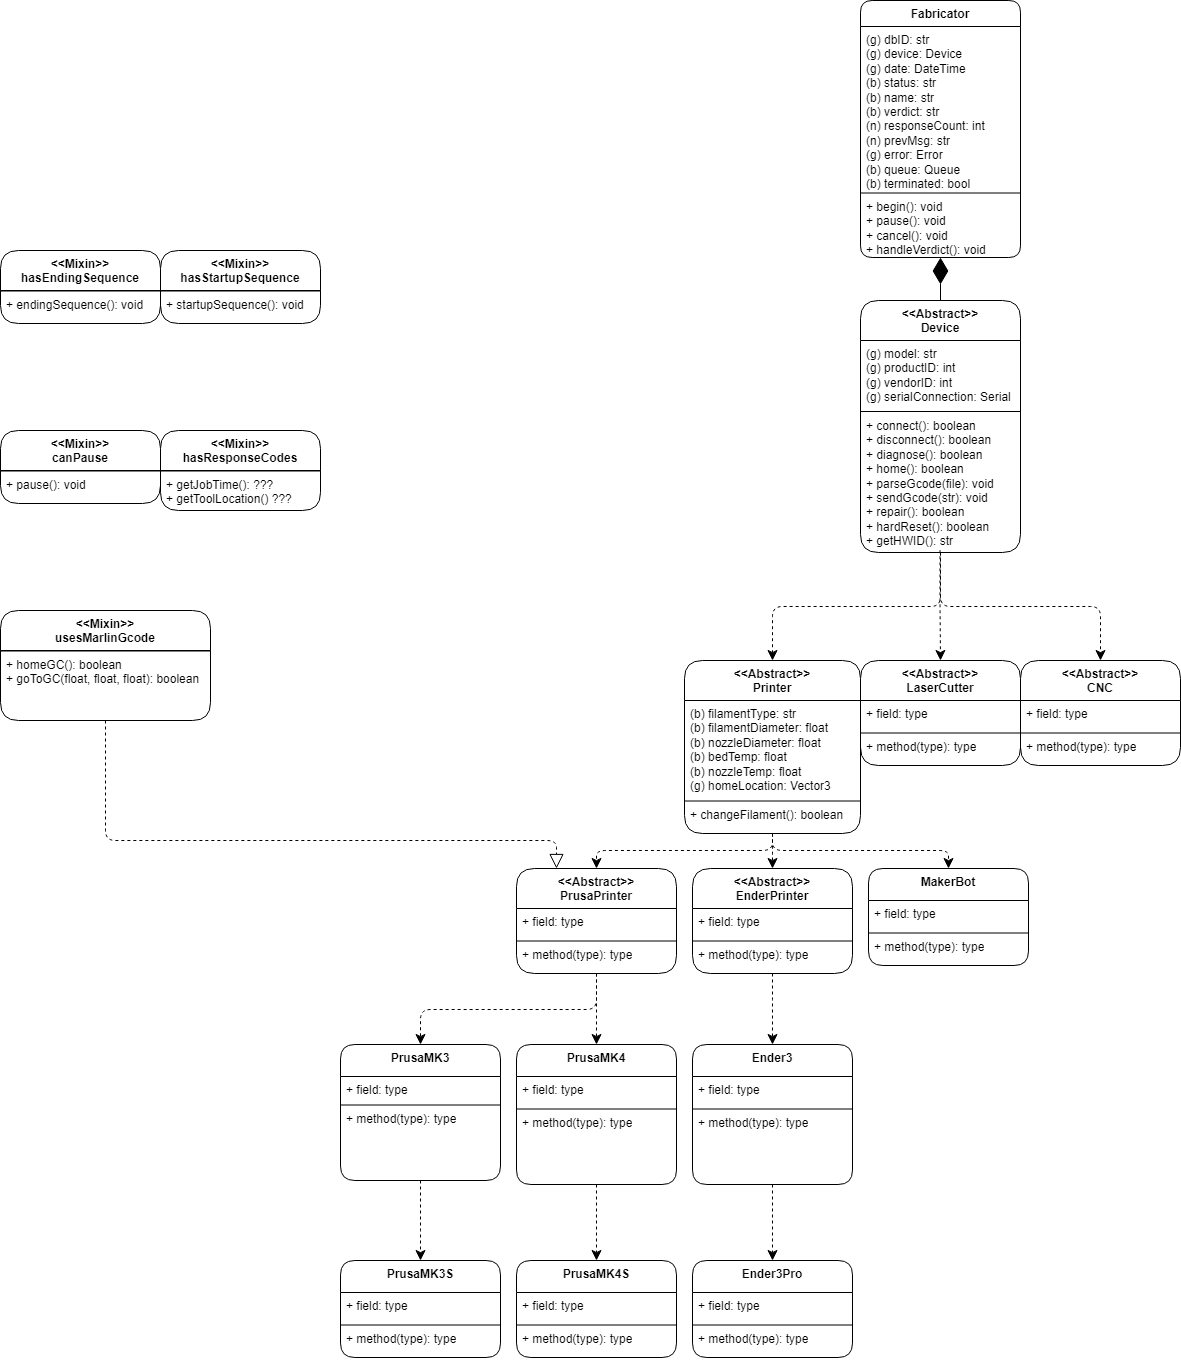 Fabricator
(g) dbID: str
(g) device: Device
(g) date: DateTime
(b) status: str
(b) name: str
(b) verdict: str
(n) responseCount: int
(n) prevMsg: str
(g) error: Error
(b) queue: Queue
(b) terminated: bool
+ begin(): void
+ pause(): void
+ cancel(): void
+ handleVerdict(): void
<<Mixin>>
hasEndingSequence
+ endingSequence(): void
<<Mixin>>
hasStartupSequence
+ startupSequence(): void
<<Abstract>>
Device
(g) model: str
(g) productID: int
(g) vendorID: int
(g) serialConnection: Serial
+ connect(): boolean
+ disconnect(): boolean
+ diagnose(): boolean
+ home(): boolean
+ parseGcode(file): void
+ sendGcode(str): void
+ repair(): boolean
+ hardReset(): boolean
+ getHWID(): str
<<Mixin>>
canPause
+ pause(): void
<<Mixin>>
hasResponseCodes
+ getJobTime(): ???
+ getToolLocation() ???
<<Mixin>>
usesMarlinGcode
+ homeGC(): boolean
+ goToGC(float, float, float): boolean
<<Abstract>>
Printer
(b) filamentType: str
(b) filamentDiameter: float
(b) nozzleDiameter: float
(b) bedTemp: float
(b) nozzleTemp: float
(g) homeLocation: Vector3
+ changeFilament(): boolean
<<Abstract>>
LaserCutter
+ field: type
+ method(type): type
<<Abstract>>
CNC
+ field: type
+ method(type): type
<<Abstract>>
PrusaPrinter
+ field: type
+ method(type): type
<<Abstract>>
EnderPrinter
+ field: type
+ method(type): type
MakerBot
+ field: type
+ method(type): type
PrusaMK3
+ field: type
+ method(type): type
PrusaMK4
+ field: type
+ method(type): type
Ender3
+ field: type
+ method(type): type
PrusaMK3S
+ field: type
+ method(type): type
PrusaMK4S
+ field: type
+ method(type): type
Ender3Pro
+ field: type
+ method(type): type